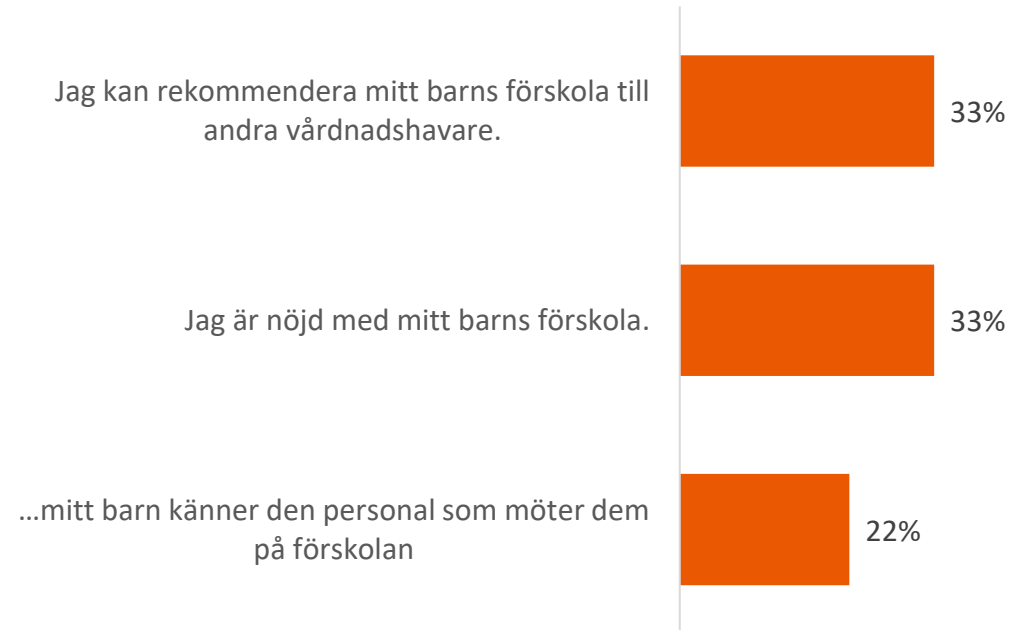 Jag kan rekommendera mitt barns förskola till
andra vårdnadshavare.
33%
Jag är nöjd med mitt barns förskola.
33%
...mitt barn känner den personal som möter dem
på förskolan
22%